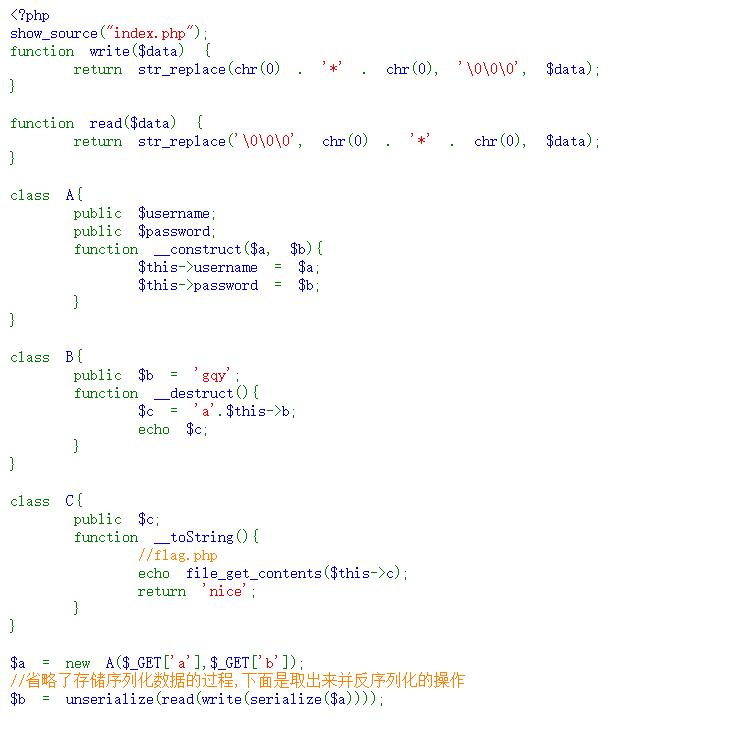 <?php
show_source("index.php");
function write($data) {
return str_replace(chr(0) . '*' . chr(0), '\0\0\0', $data);
}
function read($data) {
return str_replace('\0\0\0', chr(0) . '*' . chr(0), $data);
}
class A{
public $username;
public $password;
function __construct($a, $b){
$this->username = $a;
$this->password = $b;
}
}
class B{
public $b = 'gqy';
function __destruct(){
$c = 'a'.$this->b;
echo $c;
}
}
class C{
public $c;
function __toString(){
//flag.php
echo file_get_contents($this->c);
return 'nice';
}
}
$a = new A($_GET['a'],$_GET['b']);
//省略了存储序列化数据的过程,下面是取出来并反序列化的操作
$b = unserialize(read(write(serialize($a))));